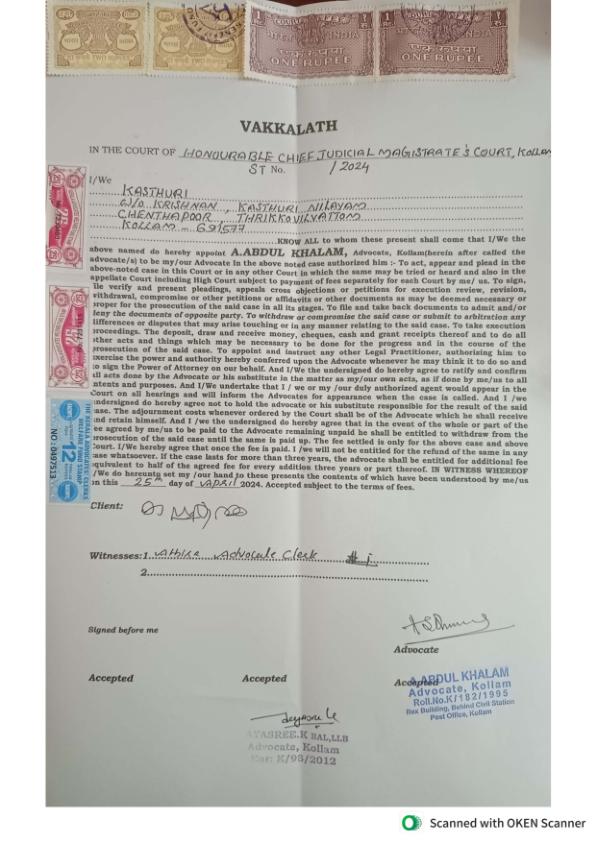 COURT FEE
INDIA
ONE RUPEE
ONE RUPEE
VAKKALATH
IN THE COURT OF HONOURABLE CHIEF JUDICIAL MAGISTRATE'S COURT, KOLLAM
ST No. /2024
I/We
KASTHURI
KRISHNAN, KASTHURI NILAYAM
CHENTHAPOOR, THRIKKOVILVATTOM
KOLLAM - 691577
KNOW ALL to whom these present shall come that I/We the
above named do hereby appoint A.ABDUL KHALAM, Advocate, Kollam(herein after called the
advocate/s) to be my/our Advocate in the above noted case authorized him :- To act, appear and plead in the
above-noted case in this Court or in any other Court in which the same may be tried or heard and also in the
appellate Court including High Court subject to payment of fees separately for each Court by me/ us. To sign,
file verify and present pleadings, appeals cross objections or petitions for execution review, revision,
withdrawal, compromise or other petitions or affidavits or other documents as may be deemed necessary or
proper for the prosecution of the said case in all its stages. To file and take back documents to admit and/or
deny the documents of opposite party. To withdraw or compromise the said case or submit to arbitration any
differences or disputes that may arise touching or in any manner relating to the said case. To take execution
proceedings. The deposit, draw and receive money, cheques, cash and grant receipts thereof and to do all
other acts and things which may be necessary to be done for the progress and in the course of the
prosecution of the said case. To appoint and instruct any other Legal Practitioner, authorising him to
exercise the power and authority hereby conferred upon the Advocate whenever he may think it to do so and
to sign the Power of Attorney on our behalf. And I/We the undersigned do hereby agree to ratify and confirm
all acts done by the Advocate or his substitute in the matter as my/our own acts, as if done by me/us to all
intents and purposes. And I/We undertake that I / we or my /our duly authorized agent would appear in the
Court on all hearings and will inform the Advocates for appearance when the case is called. And I /we
undersigned do hereby agree not to hold the advocate or his substitute responsible for the result of the said
case. The adjournment costs whenever ordered by the Court shall be of the Advocate which he shall receive
and retain himself. And I /we the undersigned do hereby agree that in the event of the whole or part of the
fee agreed by me/us to be paid to the Advocate remaining unpaid he shall be entitled to withdraw from the
prosecution of the said case until the same is paid up. The fee settled is only for the above case and above
Court. I/We hereby agree that once the fee is paid. I /we will not be entitled for the refund of the same in any
case whatsoever. If the case lasts for more than three years, the advocate shall be entitled for additional fee
equivalent to half of the agreed fee for every addition three years or part thereof. IN WITNESS WHEREOF
I/We do hereunto set my /our hand to these presents the contents of which have been understood by me/us
on this 25th day of APRIL 2024. Accepted subject to the terms of fees.
THE KERALA ADVOCATES' CLERKS
WELFARE FUND STAMP
12
NO: 0497513
Client:
Witnesses:1. Advocate Clerk
2.
Signed before me
Advocate
Accepted Accepted Accepted
A.ABDUL KHALAM
Advocate, Kollam
Roll.No.K/182/1995
Bex Building, Behind Civil Station
Post Office, Kollam
JAYASREE.K BAL,LLB
Advocate, Kollam
Enr: K/93/2012
Scanned with OKEN Scanner